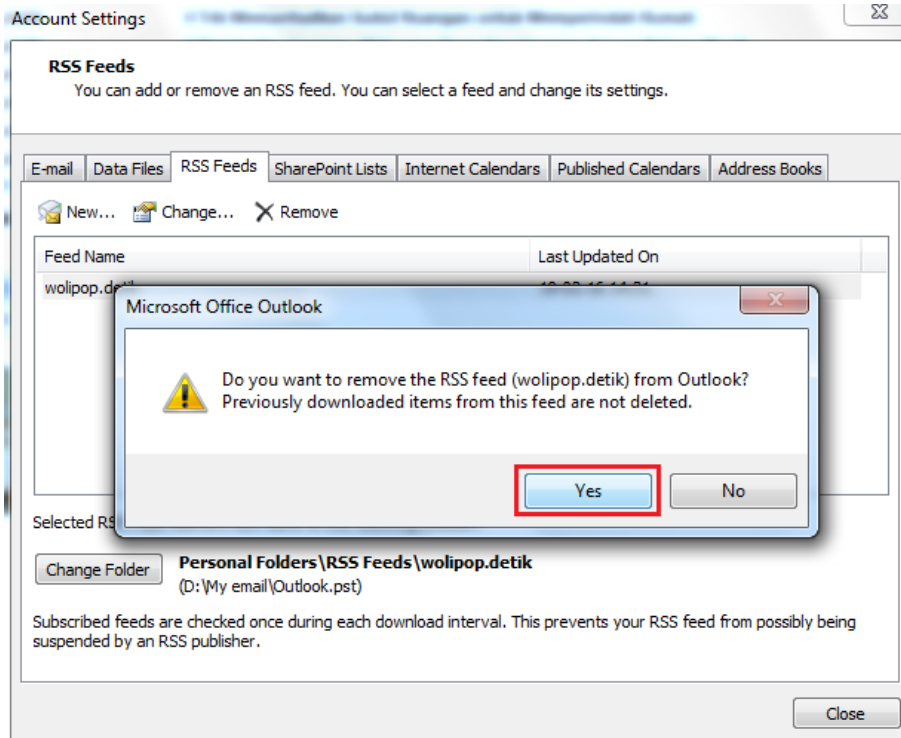 Account Settings
RSS Feeds
You can add or remove an RSS feed. You can select a feed and change its settings.
E-mail Data Files RSS Feeds SharePoint Lists Internet Calendars Published Calendars Address Books
New... Change... Remove
Feed Name Last Updated On
Microsoft Office Outlook
Do you want to remove the RSS feed (wolipop.detik) from Outlook?
Previously downloaded items from this feed are not deleted.
Yes No
Selected
Change Folder Personal Folders\RSS Feeds\wolipop.detik
(D:\My email\Outlook.pst)
Subscribed feeds are checked once during each download interval. This prevents your RSS feed from possibly being
suspended by an RSS publisher.
Close